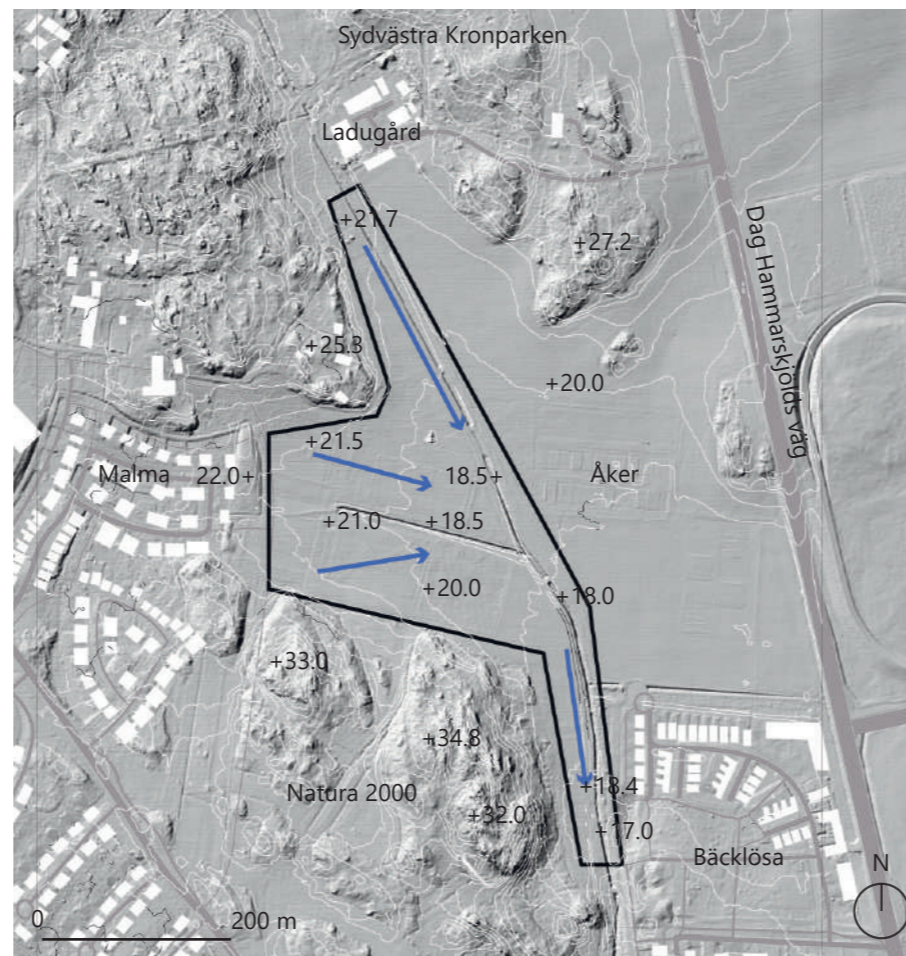 Sydvästra Kronparken
Ladugård
+21.7
+27.2
Dag Hammarskjölds väg
+25.3
+20.0
+21.5
Malma
22.0+
18.5+
Åker
+21.0
+18.5
+20.0
+18.0
+33.0
+34.8
Natura 2000
+18.4
+32.0
+17.0
Bäcklösa
N
0
200 m